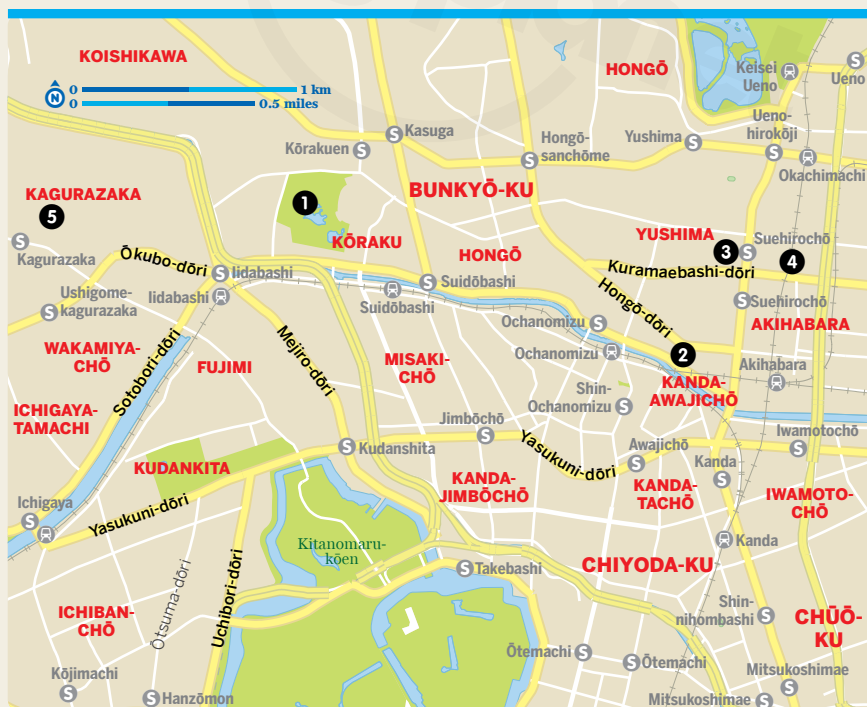 KOISHIKAWA
HONGŌ
Keisei
Ueno
Ueno
N
0
1 km
0
0.5 miles
S
Kasuga
Kōrakuen
Hongō-
sanchōme
Yushima
Ueno-
hirokōji
Okachimachi
KAGURAZAKA
5
1
BUNKYŌ-KU
KŌRAKU
HONGŌ
YUSHIMA
3
Suehirochō
4
Kagurazaka
Ōkubo-dōri
Iidabashi
Suidōbashi
Kuramaebashi-dōri
Ushigome-
kagurazaka
Iidabashi
Suidōbashi
Hongō-dōri
Suehirochō
Ochanomizu
AKIHABARA
WAKAMIYA-
CHŌ
Sotobori-dōri
FUJIMI
Mejiro-dōri
MISAKI-
CHŌ
Ochanomizu
2
KANDA-
AWAJICHŌ
Akihabara
Shin-
Ochanomizu
ICHIGAYA-
TAMACHI
Jimbōchō
Kudanshita
Yasukuni-dōri
Awajichō
Iwamotochō
KUDANKITA
Kanda
KANDA-
JIMBŌCHŌ
KANDA-
TACHŌ
IWAMOTO-
CHŌ
Ichigaya
Yasukuni-dōri
Kitanomaru-
kōen
Kanda
Uchibori-dōri
Takebashi
CHIYODA-KU
Ōtsuma-dōri
ICHIBAN-
CHŌ
Shin-
nihombashi
CHŪŌ-
KU
Ōtemachi
Ōtemachi
Kōjimachi
Hanzōmon
Mitsukoshimae
Mitsukoshimae